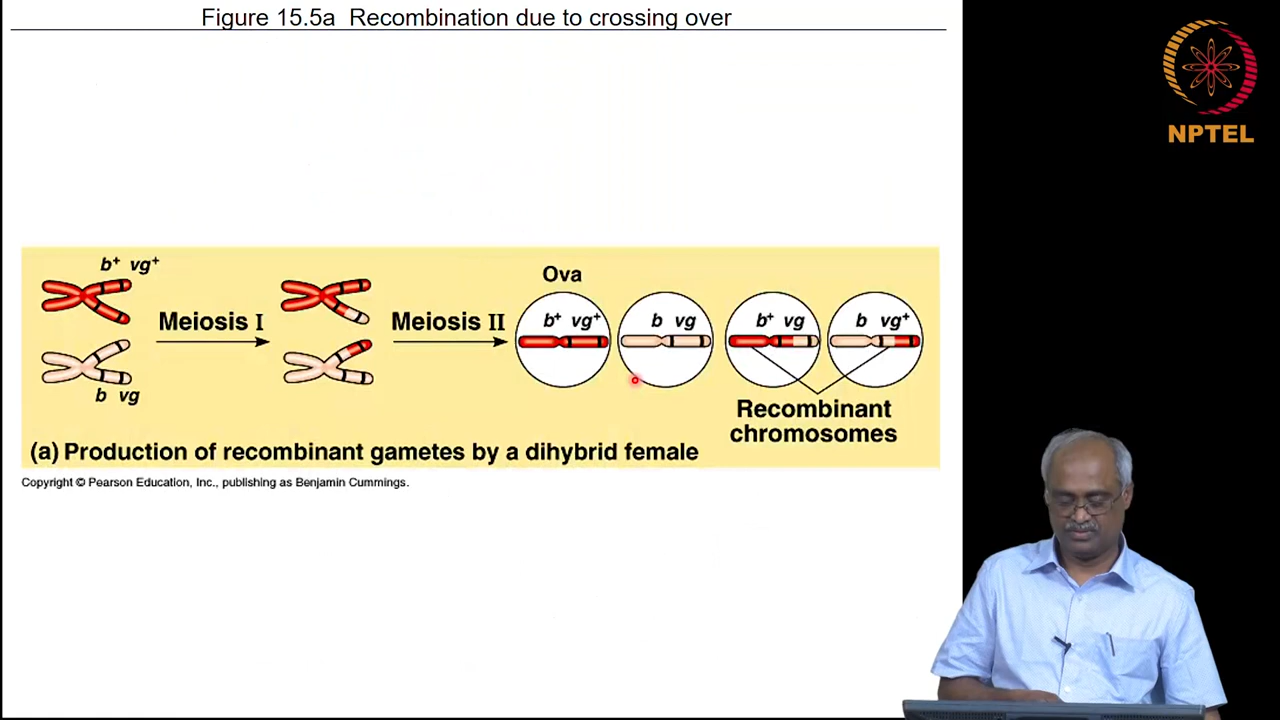 Figure 15.5a Recombination due to crossing over
NPTEL
b+ vg+
Meiosis I
b vg
Meiosis II
Ova
b+ vg+
b vg
b+ vg
b vg+
Recombinant
chromosomes
(a) Production of recombinant gametes by a dihybrid female
Copyright © Pearson Education, Inc., publishing as Benjamin Cummings.